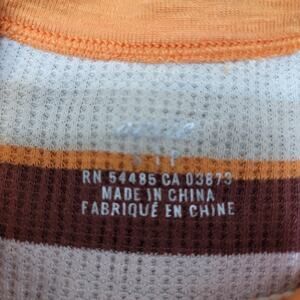 RN 54485 CA 03873
MADE IN CHINA
FABRIQUÉ EN CHINE